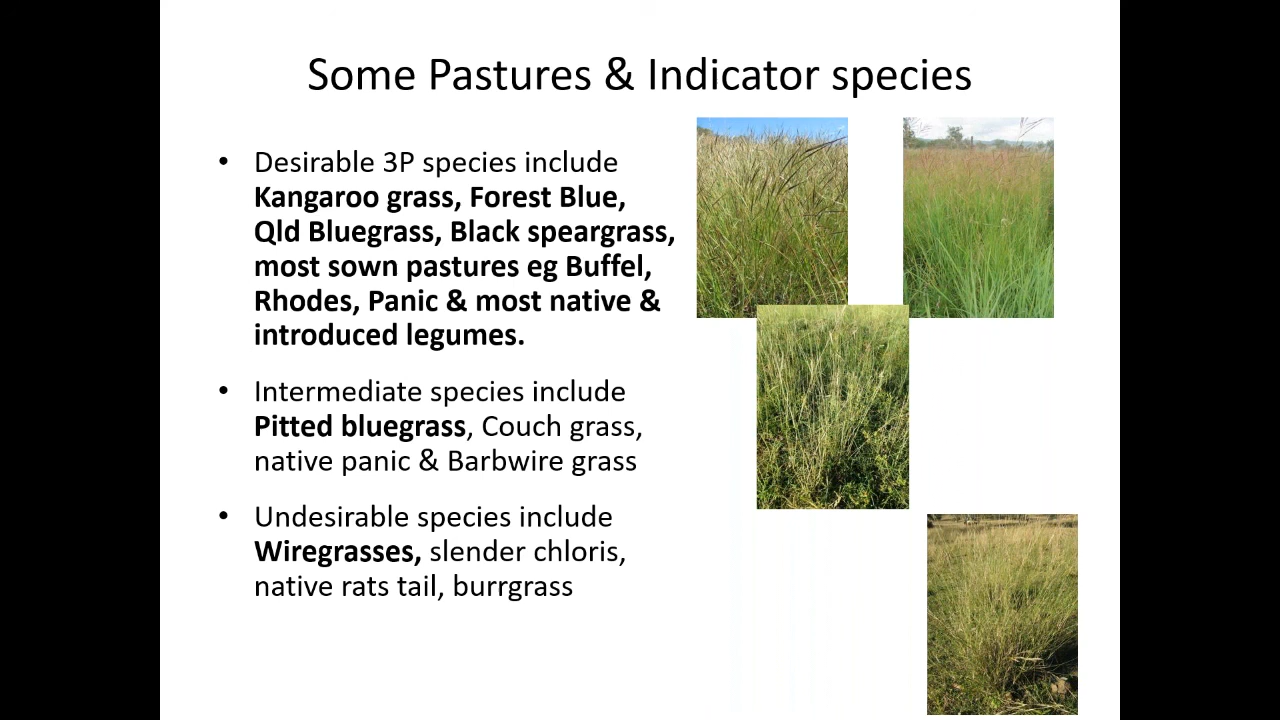 Some Pastures & Indicator species
• Desirable 3P species include
Kangaroo grass, Forest Blue,
Qld Bluegrass, Black speargrass,
most sown pastures eg Buffel,
Rhodes, Panic & most native &
introduced legumes.
• Intermediate species include
Pitted bluegrass, Couch grass,
native panic & Barbwire grass
• Undesirable species include
Wiregrasses, slender chloris,
native rats tail, burrgrass